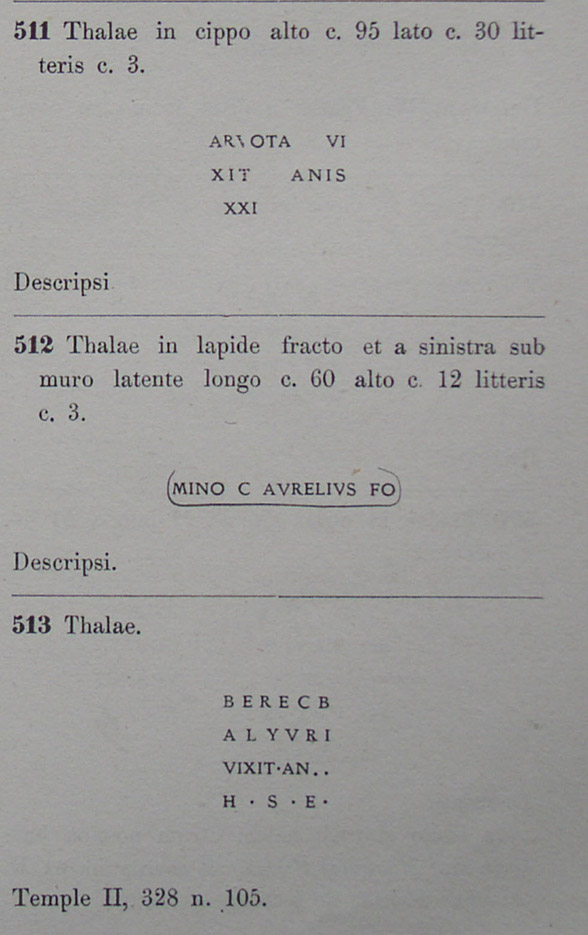 511 Thalae in cippo alto c. 95 lato c. 30 lit-
teris c. 3.
VI
XIT ANIS
XXI
Descripsi
512 Thalae in lapide fracto et a sinistra sub
muro latente longo c. 60 alto c. 12 litteris
c. 3.
MINO C AVRELIVS FO
Descripsi.
513 Thalae.
BERECB
ALYVRI
VIXIT·AN..
H · S · E ·
Temple II, 328 n. 105.